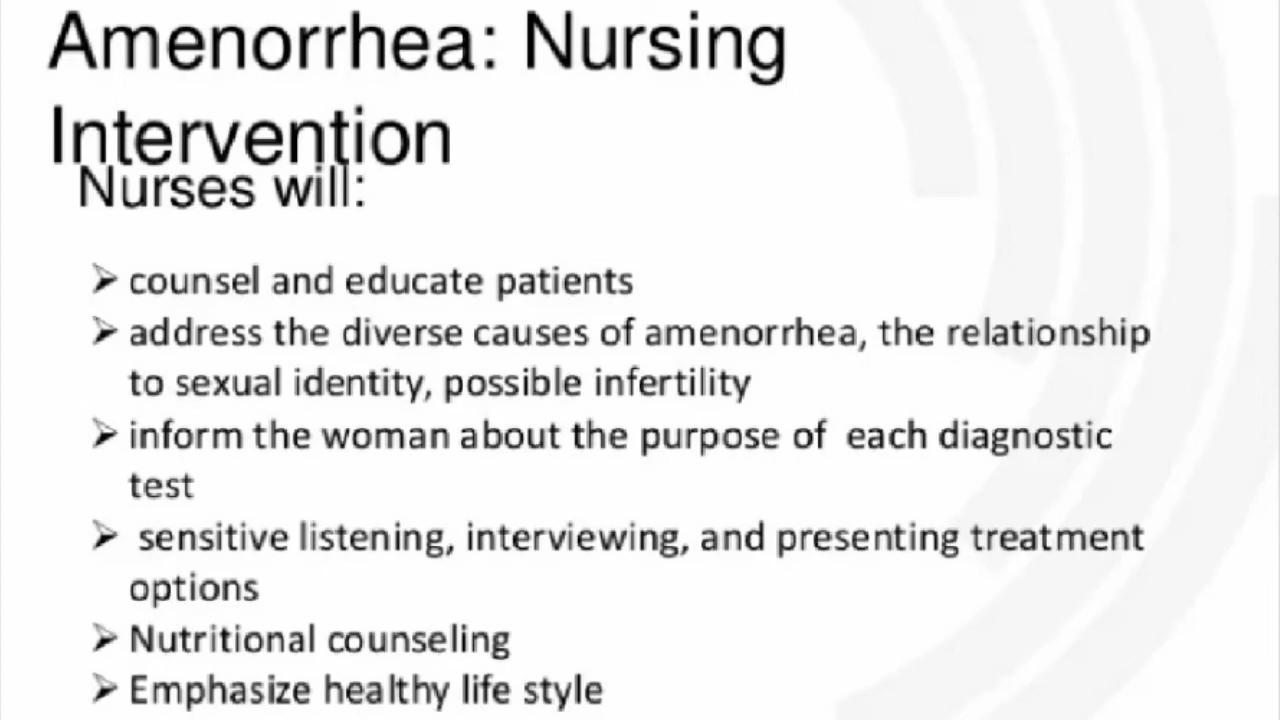 Amenorrhea: Nursing
Intervention
Nurses will:
➢ counsel and educate patients
➢ address the diverse causes of amenorrhea, the relationship
to sexual identity, possible infertility
➢ inform the woman about the purpose of each diagnostic
test
➢ sensitive listening, interviewing, and presenting treatment
options
➢ Nutritional counseling
➢ Emphasize healthy life style